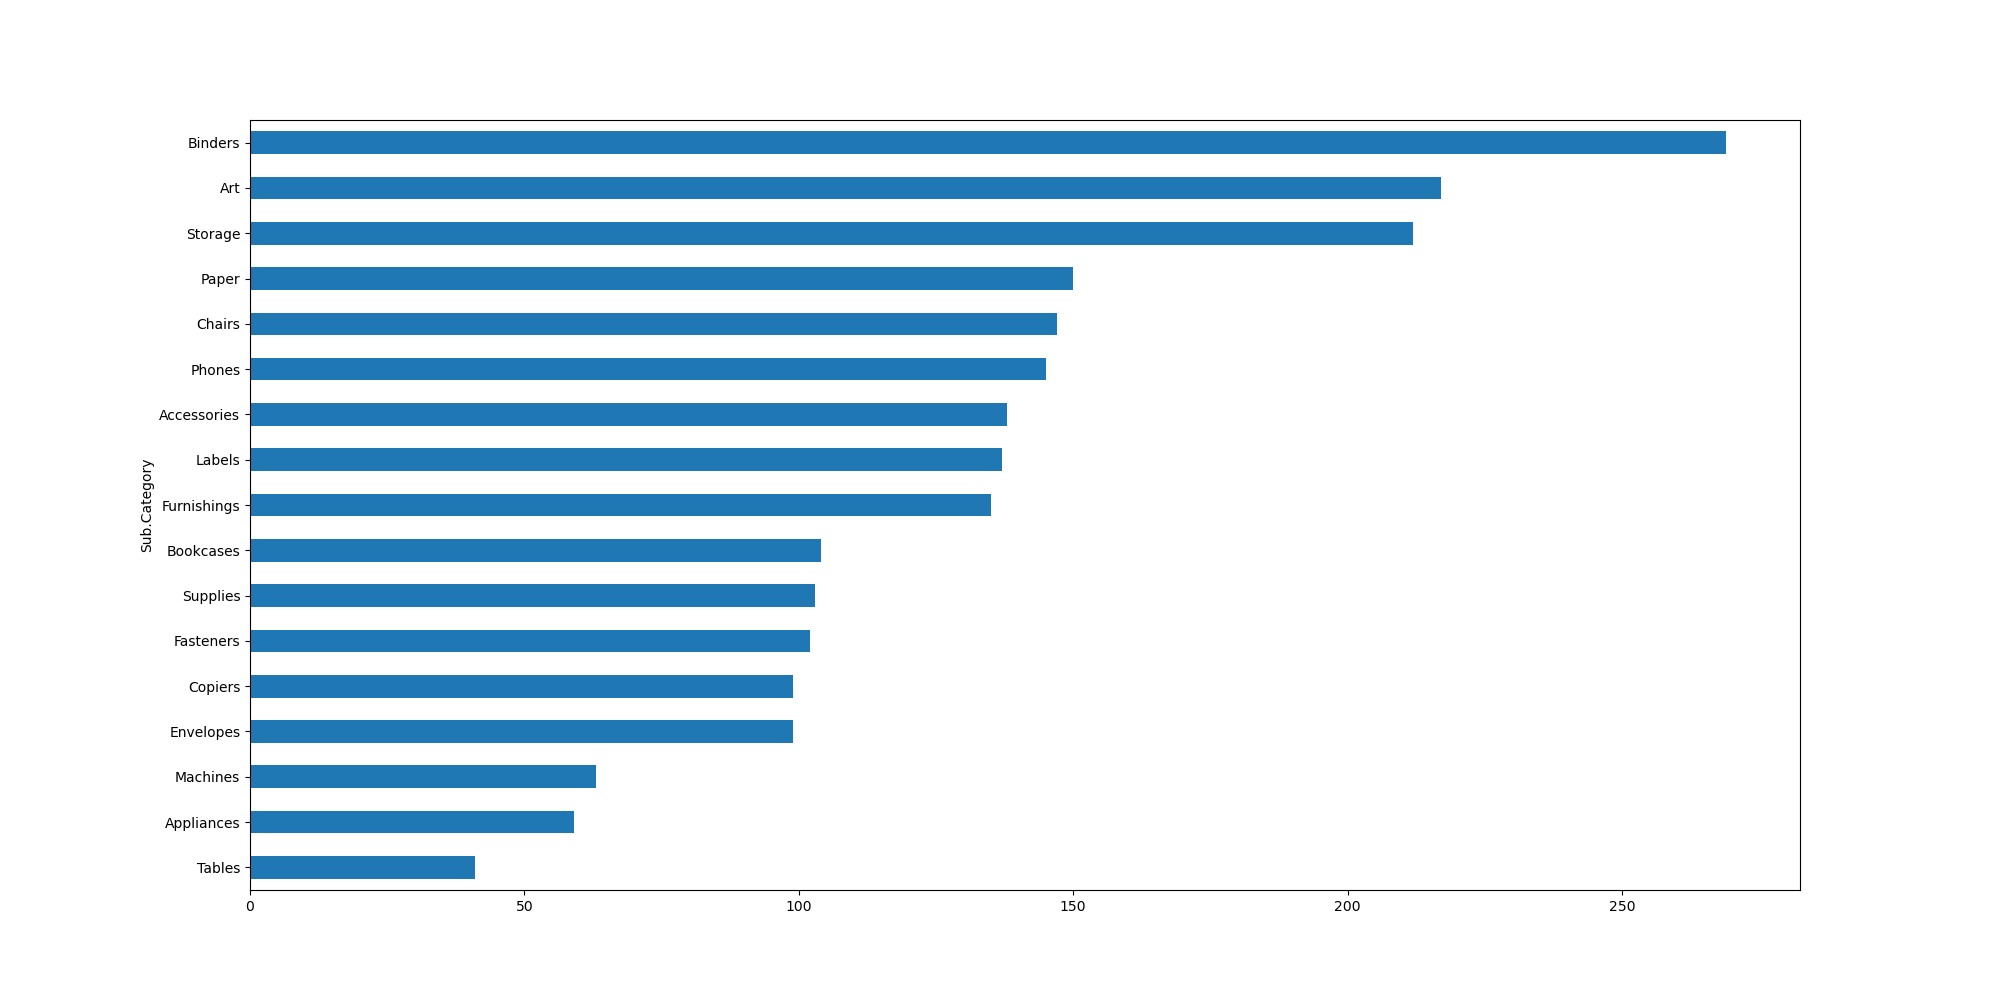 Binders
Art
Storage
Paper
Chairs
Phones
Accessories
Labels
Furnishings
Bookcases
Supplies
Fasteners
Copiers
Envelopes
Machines
Appliances
Tables
Sub.Category
0 50 100 150 200 250